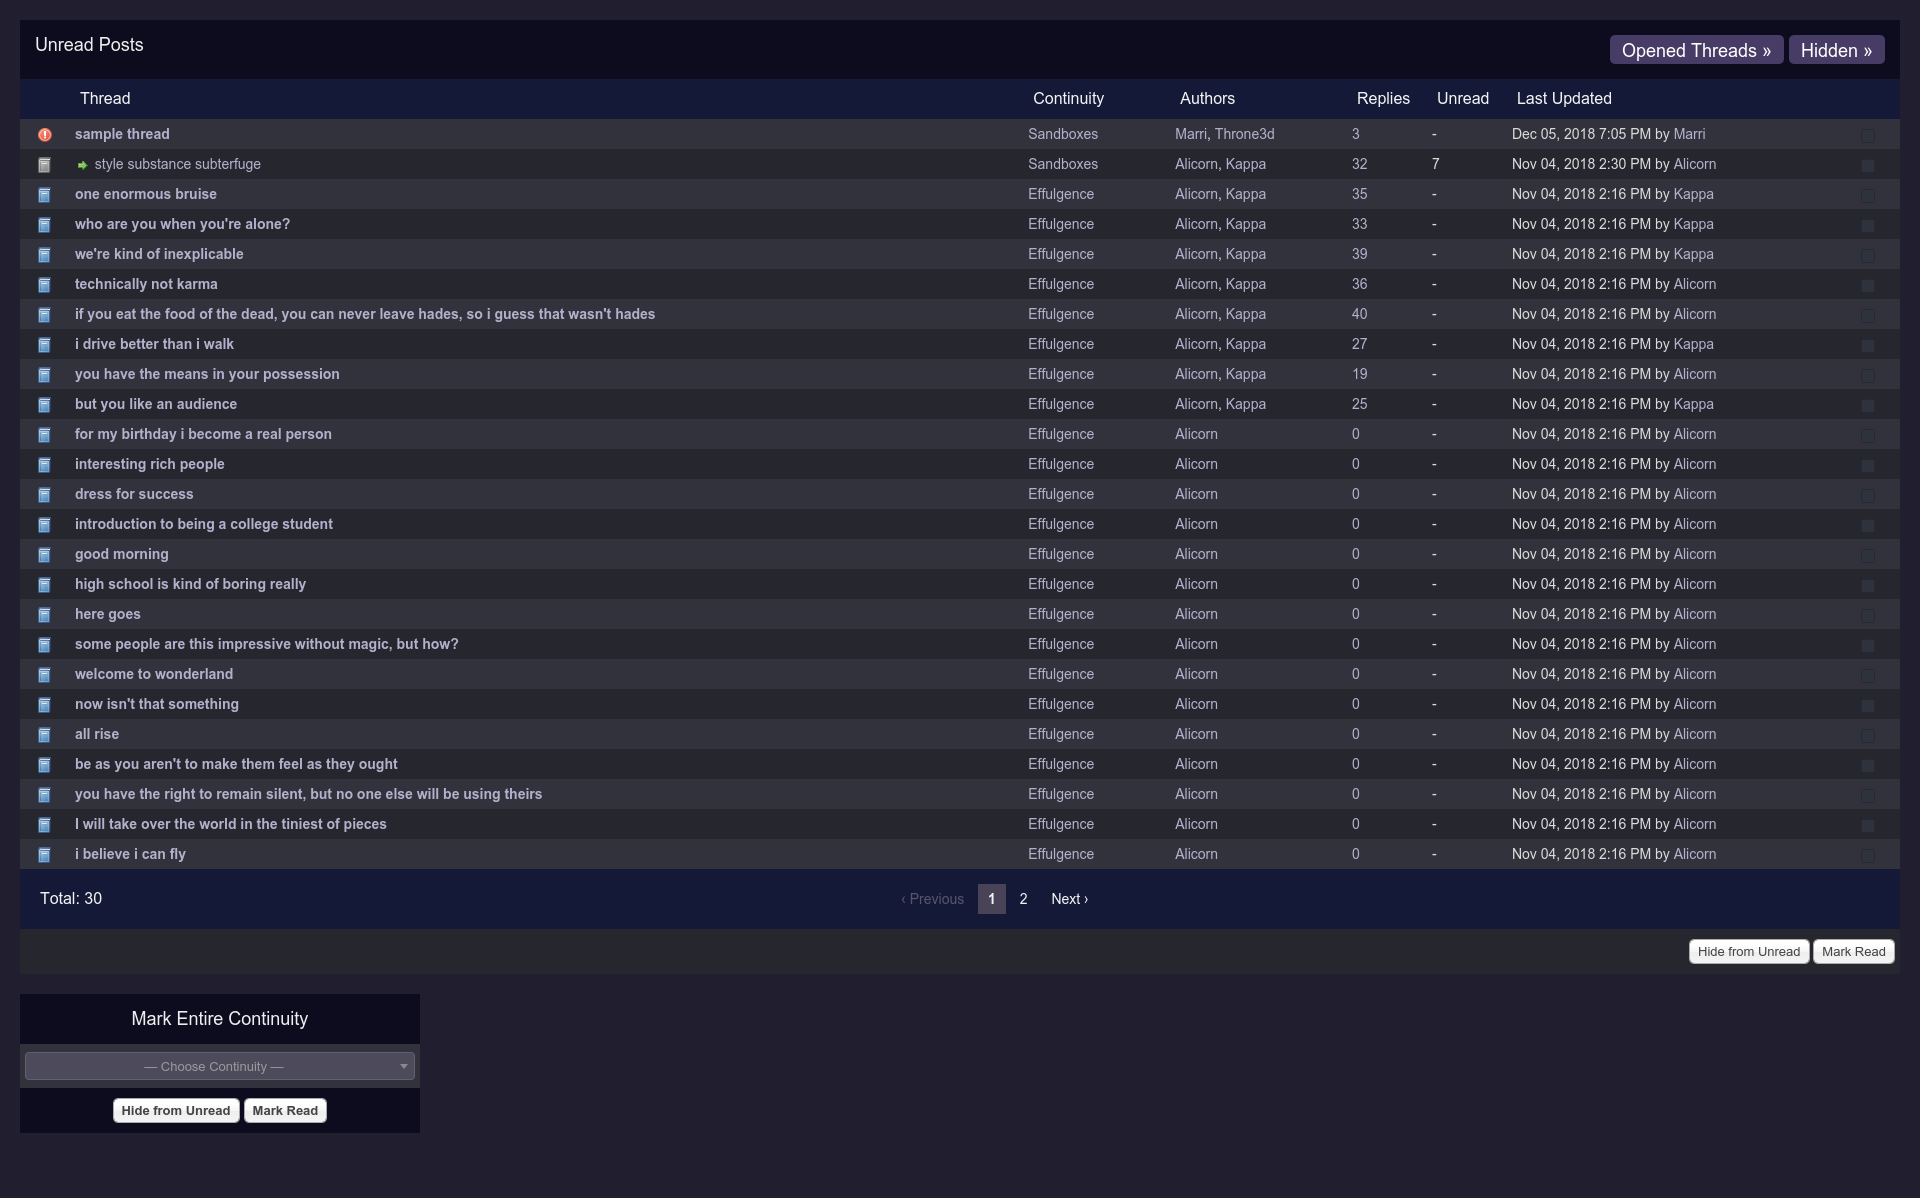 Unread Posts Opened Threads » Hidden »
Thread Continuity Authors Replies Unread Last Updated
sample thread Sandboxes Marri, Throne3d 3 - Dec 05, 2018 7:05 PM by Marri
style substance subterfuge Sandboxes Alicorn, Kappa 32 7 Nov 04, 2018 2:30 PM by Alicorn
one enormous bruise Effulgence Alicorn, Kappa 35 - Nov 04, 2018 2:16 PM by Kappa
who are you when you're alone? Effulgence Alicorn, Kappa 33 - Nov 04, 2018 2:16 PM by Kappa
we're kind of inexplicable Effulgence Alicorn, Kappa 39 - Nov 04, 2018 2:16 PM by Kappa
technically not karma Effulgence Alicorn, Kappa 36 - Nov 04, 2018 2:16 PM by Kappa
if you eat the food of the dead, you can never leave hades, so i guess that wasn't hades Effulgence Alicorn, Kappa 40 - Nov 04, 2018 2:16 PM by Alicorn
i drive better than i walk Effulgence Alicorn, Kappa 27 - Nov 04, 2018 2:16 PM by Kappa
you have the means in your possession Effulgence Alicorn, Kappa 19 - Nov 04, 2018 2:16 PM by Alicorn
but you like an audience Effulgence Alicorn, Kappa 25 - Nov 04, 2018 2:16 PM by Kappa
for my birthday i become a real person Effulgence Alicorn 0 - Nov 04, 2018 2:16 PM by Alicorn
interesting rich people Effulgence Alicorn 0 - Nov 04, 2018 2:16 PM by Alicorn
dress for success Effulgence Alicorn 0 - Nov 04, 2018 2:16 PM by Alicorn
introduction to being a college student Effulgence Alicorn 0 - Nov 04, 2018 2:16 PM by Alicorn
good morning Effulgence Alicorn 0 - Nov 04, 2018 2:16 PM by Alicorn
high school is kind of boring really Effulgence Alicorn 0 - Nov 04, 2018 2:16 PM by Alicorn
here goes Effulgence Alicorn 0 - Nov 04, 2018 2:16 PM by Alicorn
some people are this impressive without magic, but how? Effulgence Alicorn 0 - Nov 04, 2018 2:16 PM by Alicorn
welcome to wonderland Effulgence Alicorn 0 - Nov 04, 2018 2:16 PM by Alicorn
now isn't that something Effulgence Alicorn 0 - Nov 04, 2018 2:16 PM by Alicorn
all rise Effulgence Alicorn 0 - Nov 04, 2018 2:16 PM by Alicorn
be as you aren't to make them feel as they ought Effulgence Alicorn 0 - Nov 04, 2018 2:16 PM by Alicorn
you have the right to remain silent, but no one else will be using theirs Effulgence Alicorn 0 - Nov 04, 2018 2:16 PM by Alicorn
I will take over the world in the tiniest of pieces Effulgence Alicorn 0 - Nov 04, 2018 2:16 PM by Alicorn
i believe i can fly Effulgence Alicorn 0 - Nov 04, 2018 2:16 PM by Alicorn
Total: 30 ‹ Previous 1 2 Next ›
Hide from Unread Mark Read
Mark Entire Continuity
— Choose Continuity —
Hide from Unread Mark Read